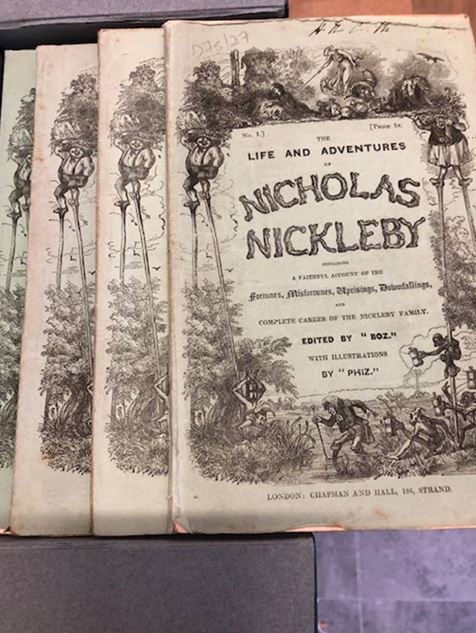 No. I.] [Price 1s.
THE
LIFE AND ADVENTURES
OF
NICHOLAS
NICKLEBY
CONTAINING
A FAITHFUL ACCOUNT OF THE
Fortunes, Misfortunes, Uprisings, Downfallings,
AND
COMPLETE CAREER OF THE NICKLEBY FAMILY.
EDITED BY "BOZ."
WITH ILLUSTRATIONS
BY "PHIZ."
LONDON: CHAPMAN AND HALL, 186, STRAND.